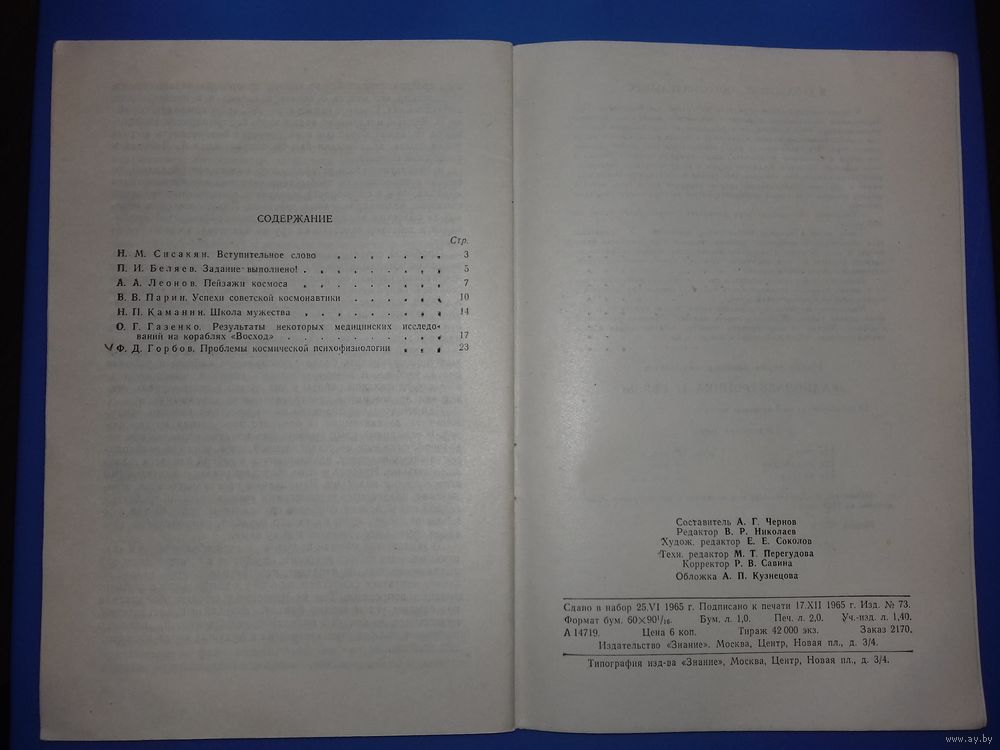 СОДЕРЖАНИЕ
Стр.
Н. М. Сисакян. Вступительное слово . . . . . . . 3
П. И. Беляев. Задание выполнено! . . . . . . . . 5
А. А. Леонов. Пейзажи космоса . . . . . . . . 7
В. В. Парин. Успехи советской космонавтики . . . . . . 10
Н. П. Каманин. Школа мужества . . . . . . . . 14
О. Г. Газенко. Результаты некоторых медицинских исследо-
ваний на кораблях «Восход» . . . . . . . . . 17
Ф. Д. Горбов. Проблемы космической психофизиологии . . . 23
Составитель А. Г. Чернов
Редактор В. Р. Николаев
Худож. редактор Е. Е. Соколов
Техн. редактор М. Т. Перегудова
Корректор Р. В. Савина
Обложка А. П. Кузнецова
Сдано в набор 25.VI 1965 г. Подписано к печати 17.XII 1965 г. Изд. № 73.
Формат бум. 60×90¹/₁₆. Бум. л. 1,0. Печ. л. 2,0. Уч.-изд. л. 1,40.
А 14719. Цена 6 коп. Тираж 42 000 экз. Заказ 2170.
Издательство «Знание». Москва, Центр, Новая пл., д. 3/4.
Типография изд-ва «Знание», Москва, Центр, Новая пл., д. 3/4.
www.ay.by